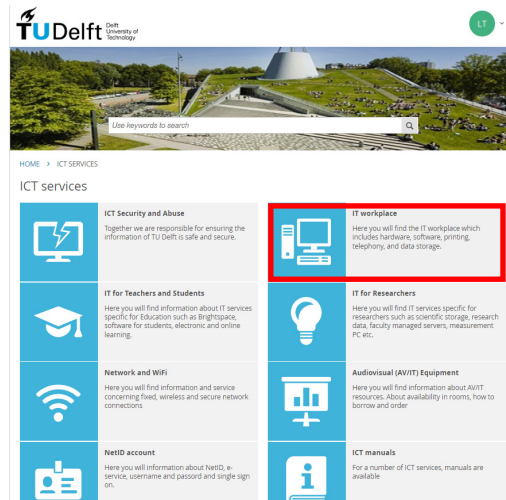 TUDelft
Delft
University of
Technology
LT
Use keywords to search
HOME > ICT SERVICES
ICT services
ICT Security and Abuse
Together we are responsible for ensuring the
information of TU Delft is safe and secure.
IT workplace
Here you will find the IT workplace which
includes hardware, software, printing,
telephony, and data storage.
IT for Teachers and Students
Here you will find information about IT services
specific for Education such as Brightspace,
software for students, electronic and online
learning.
IT for Researchers
Here you will find IT services specific for
researchers such as scientific storage, research
data, faculty managed servers, measurement
PC etc.
Network and WiFi
Here you will find information and service
concerning fixed, wireless and secure network
connections
Audiovisual (AV/IT) Equipment
Here you will find information about AV/IT
resources. About availability in rooms, how to
borrow and order
NetID account
Here you will information about NetID, e-
service, username and passord and single sign
on.
ICT manuals
For a number of ICT services, manuals are
available